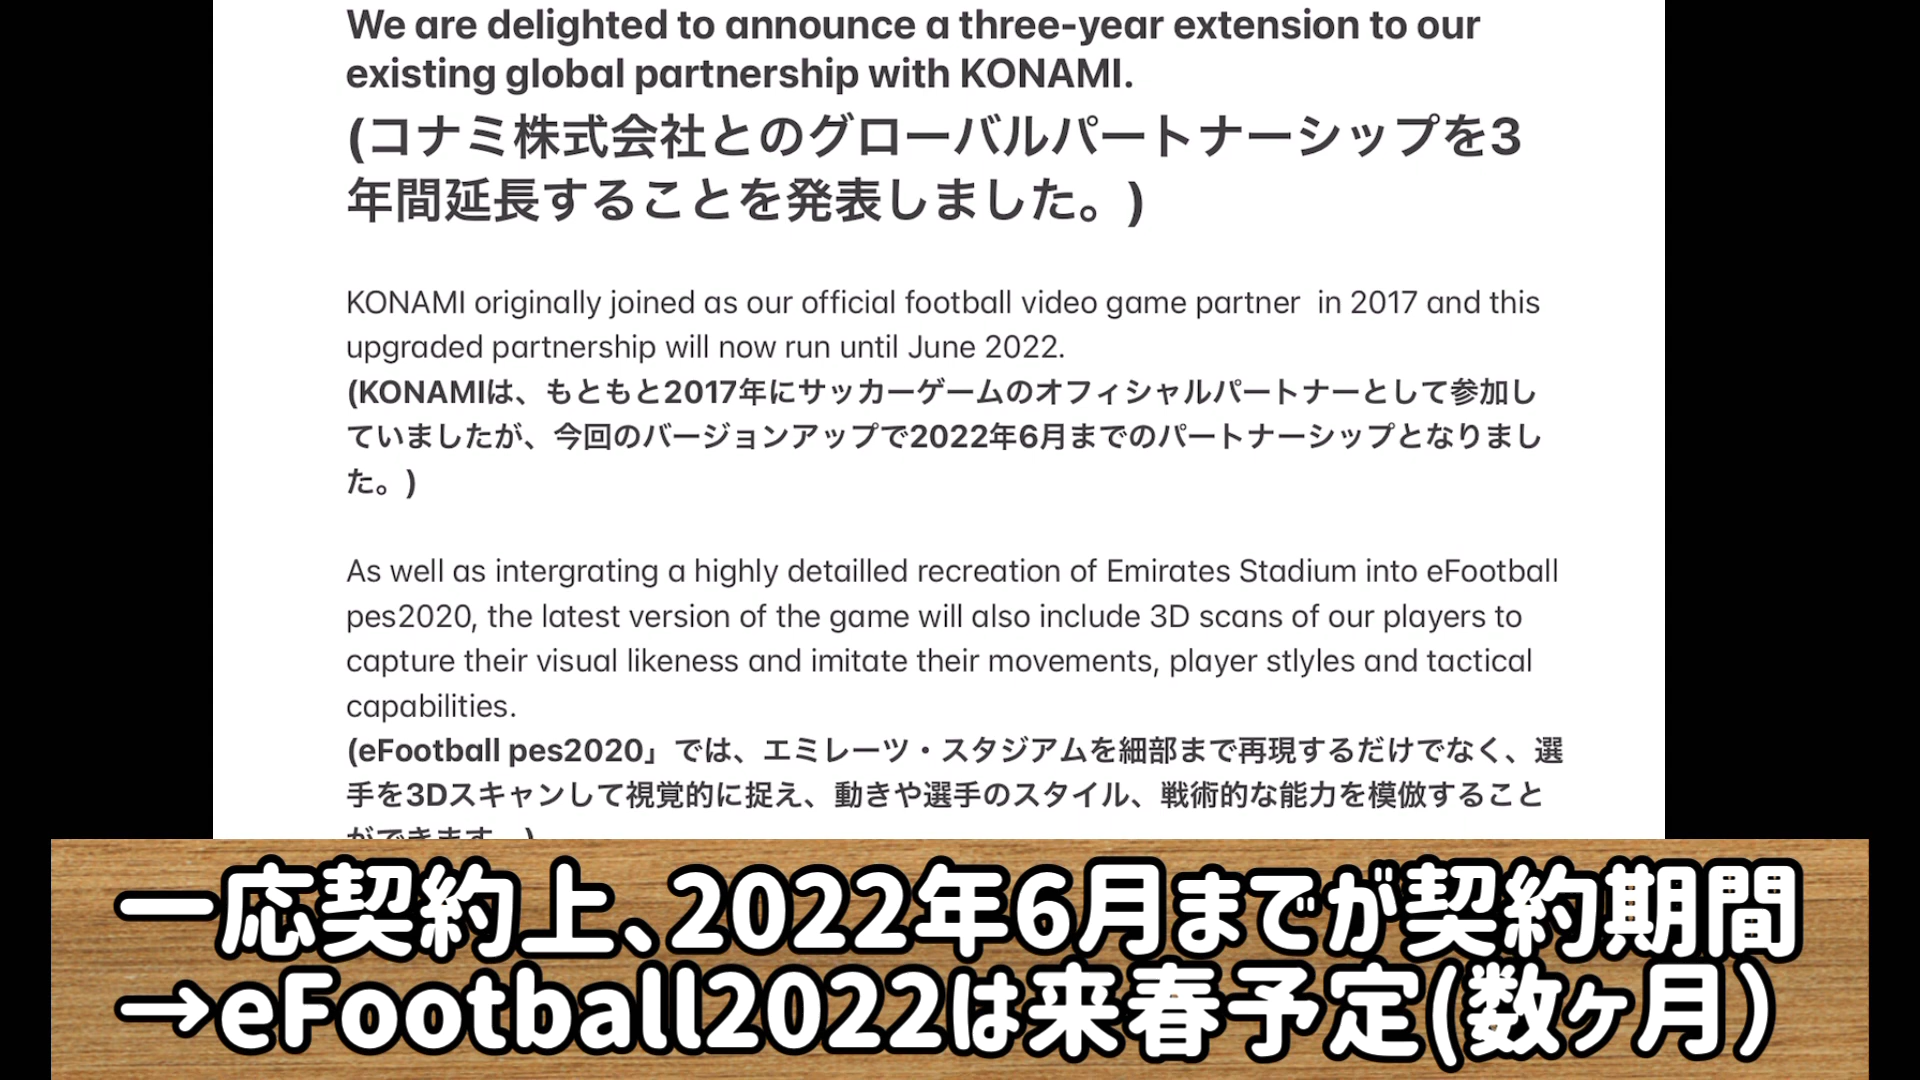 We are delighted to announce a three-year extension to our
existing global partnership with KONAMI.
(コナミ株式会社とのグローバルパートナーシップを3
年間延長することを発表しました。)
KONAMI originally joined as our official football video game partner in 2017 and this
upgraded partnership will now run until June 2022.
(KONAMIは、もともと2017年にサッカーゲームのオフィシャルパートナーとして参加し
ていましたが、今回のバージョンアップで2022年6月までのパートナーシップとなりまし
た。)
As well as intergrating a highly detailled recreation of Emirates Stadium into eFootball
pes2020, the latest version of the game will also include 3D scans of our players to
capture their visual likeness and imitate their movements, player stlyles and tactical
capabilities.
(eFootball pes2020」では、エミレーツ・スタジアムを細部まで再現するだけでなく、選
手を3Dスキャンして視覚的に捉え、動きや選手のスタイル、戦術的な能力を模倣すること
ができます。)
一応契約上、2022年6月までが契約期間
→eFootball2022は来春予定(数ヶ月)